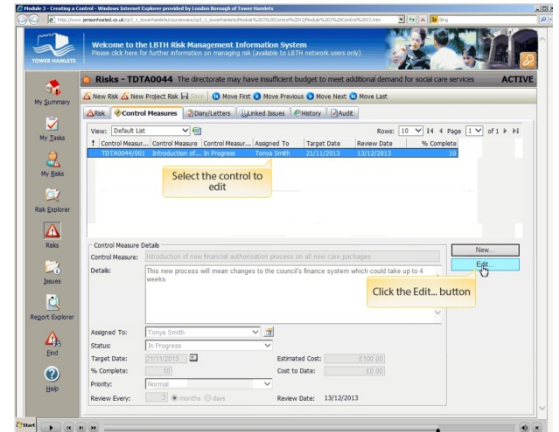 Module 3 - Creating a Control - Windows Internet Explorer provided by London Borough of Tower Hamlets
TOWER HAMLETS
Welcome to the LBTH Risk Management Information System
Please click here for further information on managing risk (available to LBTH network users only)
Risks - TDTA0044 The directorate may have insufficient budget to meet additional demand for social care services ACTIVE
New Risk New Project Risk Save Move First Move Previous Move Next Move Last
Risk Control Measures Diary/Letters Linked Issues History Audit
View: Default List Rows: 10 Page 1 of 1
! Control Measur... Control Measure Control Measur... Assigned To Target Date Review Date % Complete
TDTA0044/001 Introduction of... In Progress Tonya Smith 21/11/2013 13/12/2013 10
Select the control to
edit
My Summary
My Tasks
My Risks
Risk Explorer
Risks
Issues
Report Explorer
Find
Help
Control Measure Details
New...
Control Measure: Introduction of new financial authorisation process on all new care packages
Edit...
Details: This new process will mean changes to the council's finance system which could take up to 4
weeks
Click the Edit... button
Assigned To: Tonya Smith
Status: In Progress
Target Date: 21/11/2013 Estimated Cost: £100.00
% Complete: 10 Cost to Date: £0.00
Priority: Normal
Review Every: months days Review Date: 13/12/2013
Start